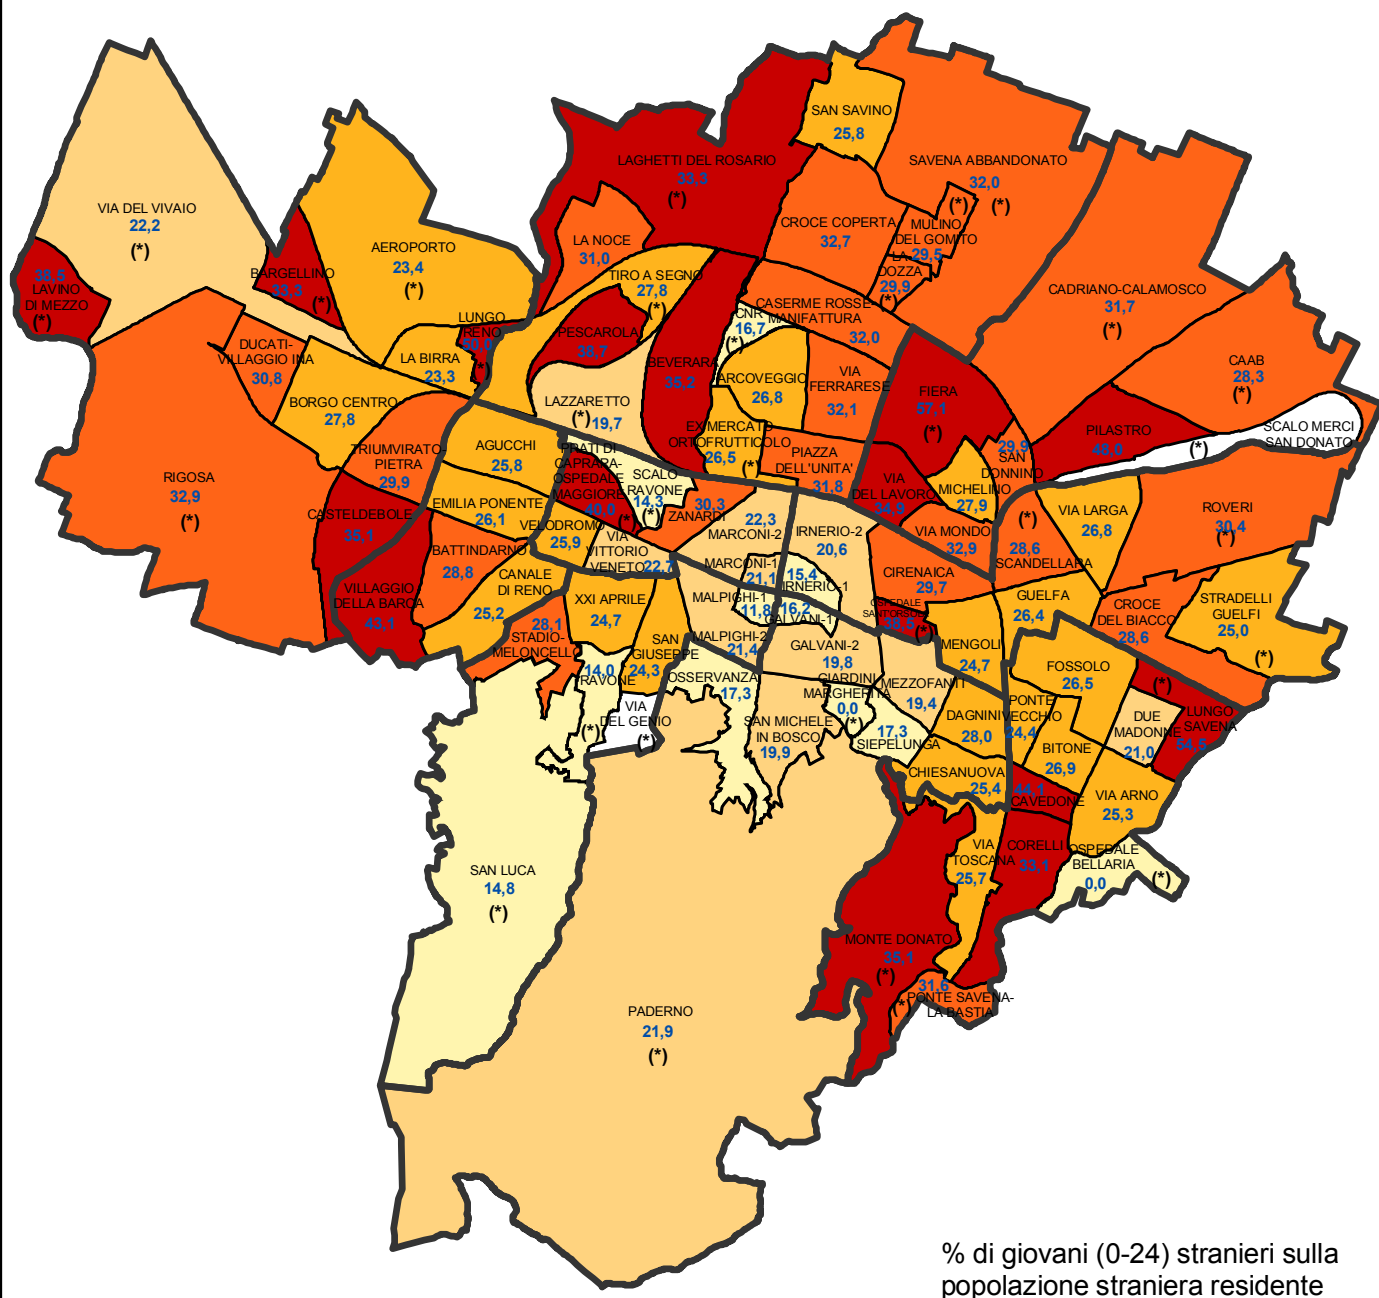 SAN SAVINO
25,8
LAGHETTI DEL ROSARIO
33,3
(*)
SAVENA ABBANDONATO
32,0
(*)
(*)
VIA DEL VIVAIO
22,2
(*)
AEROPORTO
23,4
(*)
BARGELLINO
33,3
(*)
38,5
LAVINO
DI MEZZO
(*)
LA NOCE
31,0
TIRO A SEGNO
27,8
(*)
CROCE COPERTA
32,7
MULINO
DEL GOMITO
29,5
LA
DOZZA
29,9
(*)
CADRIANO-CALAMOSCO
31,7
(*)
CAAB
28,3
(*)
LUNGO
RENO
50,0
(*)
DUCATI-
VILLAGGIO INA
30,8
LA BIRRA
23,3
BORGO CENTRO
27,8
PESCAROLA
38,7
BEVERARA
35,2
CNR
16,7
(*)
CASERME ROSSE-
MANIFATTURA
32,0
ARCOVEGGIO
26,8
VIA
FERRARESE
32,1
FIERA
57,1
(*)
PILASTRO
48,0
(*)
SCALO MERCI
SAN DONATO
LAZZARETTO
(*)
19,7
EX MERCATO
ORTOFRUTTICOLO
26,5
(*)
PIAZZA
DELL'UNITA'
31,8
VIA
DEL LAVORO
34,9
MICHELINO
27,9
29,9
SAN
DONNINO
TRIUMVIRATO-
PIETRA
29,9
AGUCCHI
25,8
PRATI DI
CAPRARA-
OSPEDALE
MAGGIORE
40,0
(*)
SCALO
RAVONE
14,3
(*)
30,3
ZANARDI
RIGOSA
32,9
(*)
CASTELDEBOLE
35,1
EMILIA PONENTE
26,1
VELODROMO
25,9
VIA
VITTORIO
VENETO
22,7
22,3
MARCONI-2
MARCONI-1
21,1
IRNERIO-2
20,6
15,4
IRNERIO-1
VIA MONDO
32,9
(*)
28,6
SCANDELLARA
VIA LARGA
26,8
ROVERI
30,4
(*)
BATTINDARNO
28,8
CANALE
DI RENO
25,2
VILLAGGIO
DELLA BARCA
43,1
XXI APRILE
24,7
28,1
STADIO-
MELONCELLO
MALPIGHI-1
11,8
16,2
GALVANI-1
CIRENAICA
29,7
OSPEDALE
SANT'ORSOLA
(*)
GUELFA
26,4
CROCE
DEL BIACCO
28,6
STRADELLI
GUELFI
25,0
(*)
SAN
GIUSEPPE
24,3
MALPIGHI-2
21,4
GALVANI-2
19,8
MENGOLI
24,7
14,0
RAVONE
(*)
VIA
DEL GENIO
(*)
OSSERVANZA
17,3
SAN MICHELE
IN BOSCO
19,9
GIARDINI
MARGHERITA
0,0
(*)
MEZZOFANTI
19,4
17,3
SIEPELUNGA
DAGNINI
28,0
FOSSOLO
26,5
PONTE
VECCHIO
24,4
BITONE
26,9
DUE
MADONNE
21,0
(*)
LUNGO
SAVENA
CHIESANUOVA
25,4
44,1
CAVEDONE
VIA ARNO
25,3
SAN LUCA
14,8
(*)
VIA
TOSCANA
25,7
CORELLI
33,1
OSPEDALE
BELLARIA
0,0
(*)
MONTE DONATO
35,1
(*)
31,6
(*)
PONTE SAVENA-
LA BASTIA
PADERNO
21,9
(*)
% di giovani (0-24) stranieri sulla
popolazione straniera residente